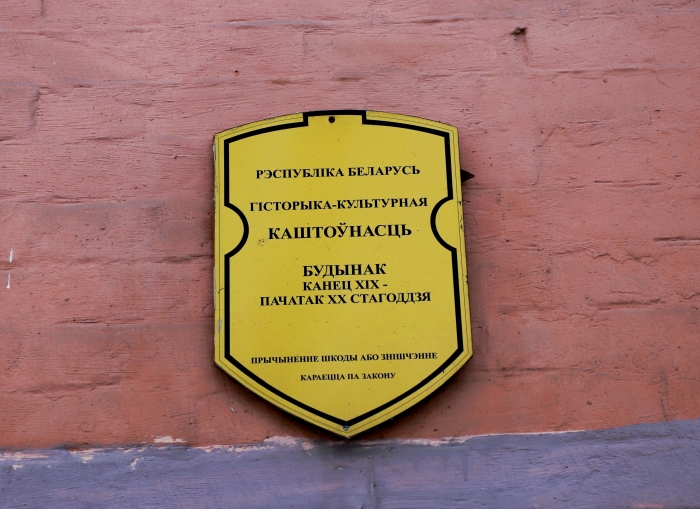 РЭСПУБЛІКА БЕЛАРУСЬ
ГІСТОРЫКА-КУЛЬТУРНАЯ
КАШТОЎНАСЦЬ
БУДЫНАК
КАНЕЦ XIX -
ПАЧАТАК XX СТАГОДДЗЯ
ПРЫЧЫНЕННЕ ШКОДЫ АБО ЗНІШЧЭННЕ
КАРАЕЦЦА ПА ЗАКОНУ